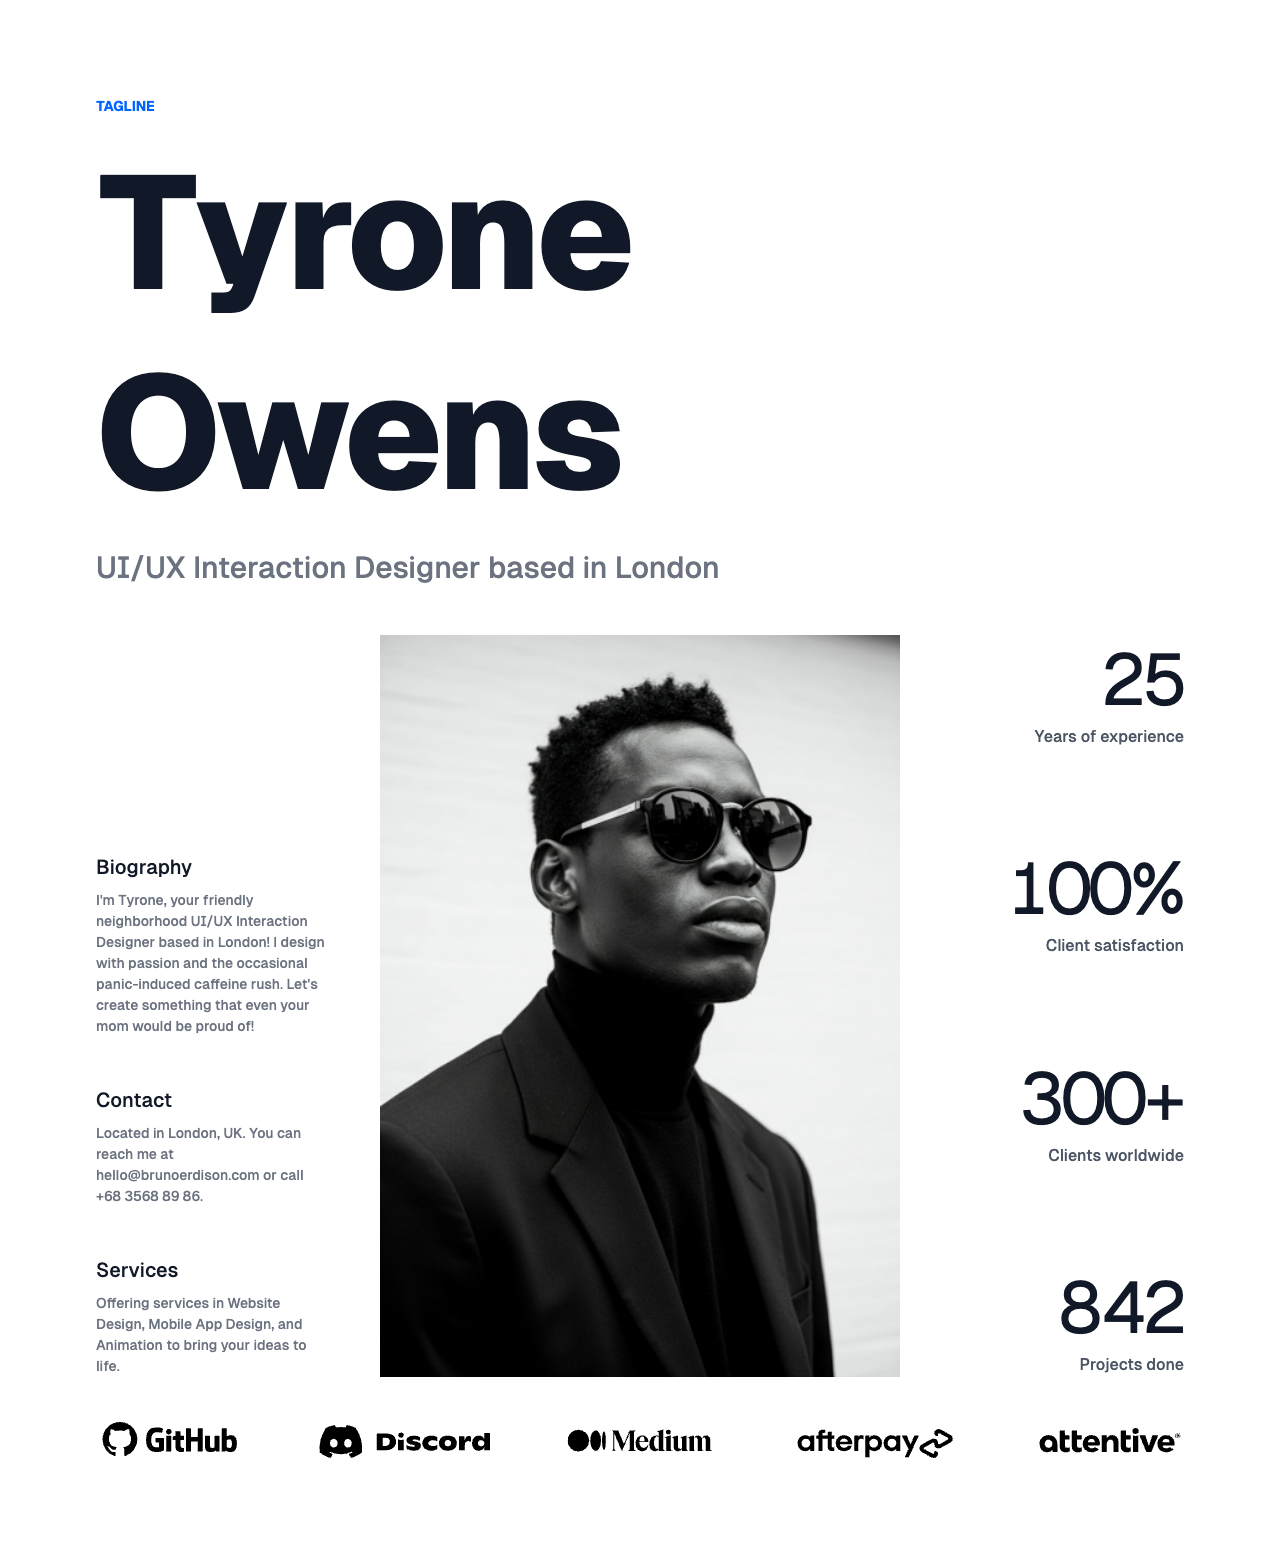 TAGLINE
Tyrone
Owens
UI/UX Interaction Designer based in London
25
Years of experience
Biography
I'm Tyrone, your friendly
neighborhood UI/UX Interaction
Designer based in London! I design
with passion and the occasional
panic-induced caffeine rush. Let's
create something that even your
mom would be proud of!
100%
Client satisfaction
Contact
Located in London, UK. You can
reach me at
hello@brunoerdison.com or call
+68 3568 89 86.
300+
Clients worldwide
Services
Offering services in Website
Design, Mobile App Design, and
Animation to bring your ideas to
life.
842
Projects done
GitHub
Discord
Medium
afterpay
attentive®